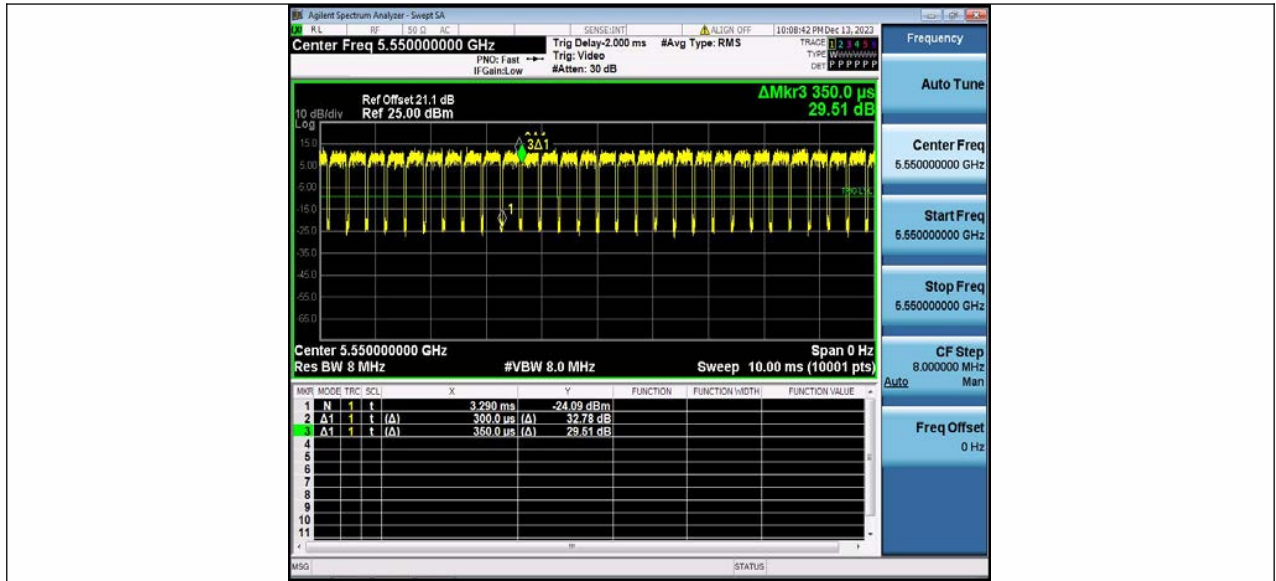 Agilent Spectrum Analyzer - Swept SA
RL RF 50 Ω AC SENSE:INT ALIGN OFF 10:08:42 PM Dec 13, 2023
Center Freq 5.550000000 GHz
PNO: Fast
IFGain:Low
Trig Delay-2.000 ms
Trig: Video
#Atten: 30 dB
#Avg Type: RMS
TRACE 1 2 3 4 5 6
TYPE W
DET P P P P P P
ΔMkr3 350.0 µs
29.51 dB
Ref Offset 21.1 dB
10 dB/div Ref 25.00 dBm
Log
15.0
5.00
-5.00
-15.0
-25.0
-35.0
-45.0
-55.0
-65.0
3Δ1
1
Center 5.550000000 GHz Span 0 Hz
Res BW 8 MHz #VBW 8.0 MHz Sweep 10.00 ms (10001 pts)
MKR MODE TRC SCL X Y FUNCTION FUNCTION WIDTH FUNCTION VALUE
1 N 1 t 3.290 ms -24.09 dBm
2 Δ1 1 t (Δ) 300.0 µs (Δ) 32.78 dB
3 Δ1 1 t (Δ) 350.0 µs (Δ) 29.51 dB
4
5
6
7
8
9
10
11
MSG STATUS
Frequency
Auto Tune
Center Freq
5.550000000 GHz
Start Freq
5.550000000 GHz
Stop Freq
5.550000000 GHz
CF Step
8.000000 MHz
Auto Man
Freq Offset
0 Hz